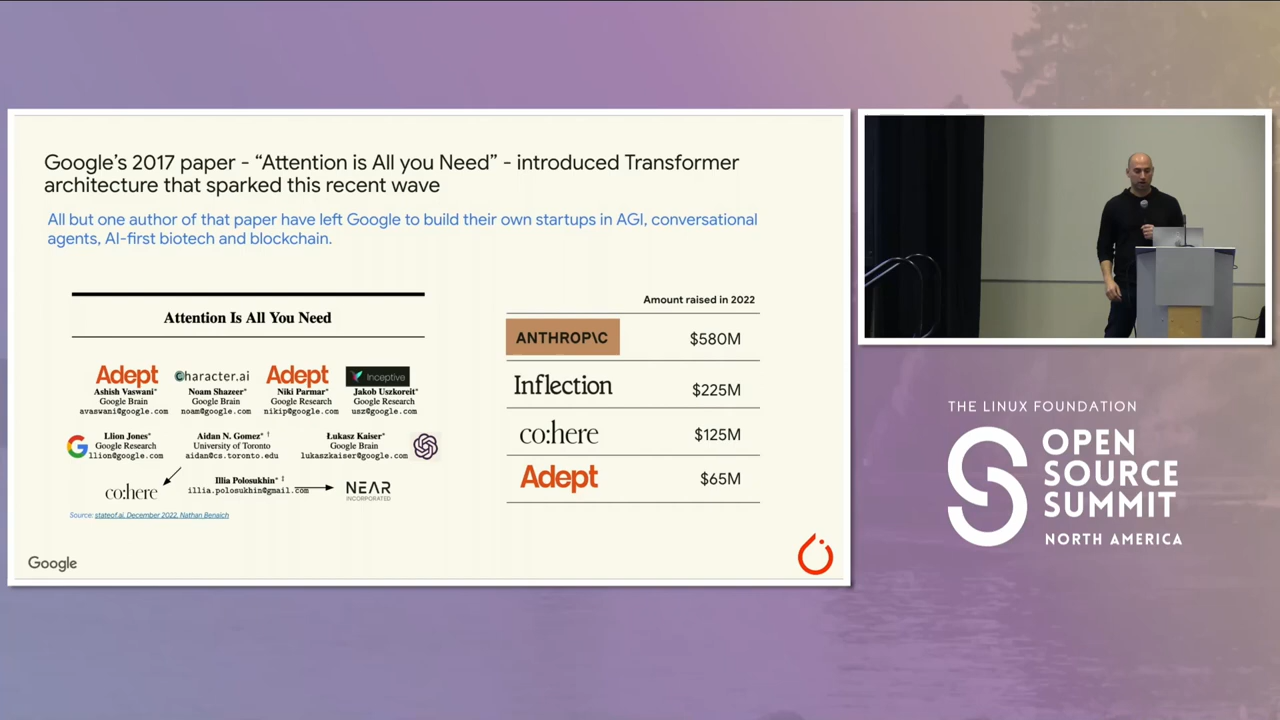 Google's 2017 paper - “Attention is All you Need” - introduced Transformer
architecture that sparked this recent wave
All but one author of that paper have left Google to build their own startups in AGI, conversational
agents, AI-first biotech and blockchain.
Attention Is All You Need
Adept
character.ai
Adept
Inceptive
Ashish Vaswani*
Google Brain
avaswani@google.com
Noam Shazeer*
Google Brain
noam@google.com
Niki Parmar*
Google Research
nikip@google.com
Jakob Uszkoreit*
Google Research
usz@google.com
Llion Jones*
Google Research
llion@google.com
Aidan N. Gomez* †
University of Toronto
aidan@cs.toronto.edu
Łukasz Kaiser*
Google Brain
lukaszkaiser@google.com
co:here
Illia Polosukhin* ‡
illia.polosukhin@gmail.com
NEAR
INCORPORATED
Source: stateof.ai, December 2022, Nathan Benaich
Amount raised in 2022
ANTHROP\C $580M
Inflection $225M
co:here $125M
Adept $65M
Google
THE LINUX FOUNDATION
OPEN
SOURCE
SUMMIT
NORTH AMERICA